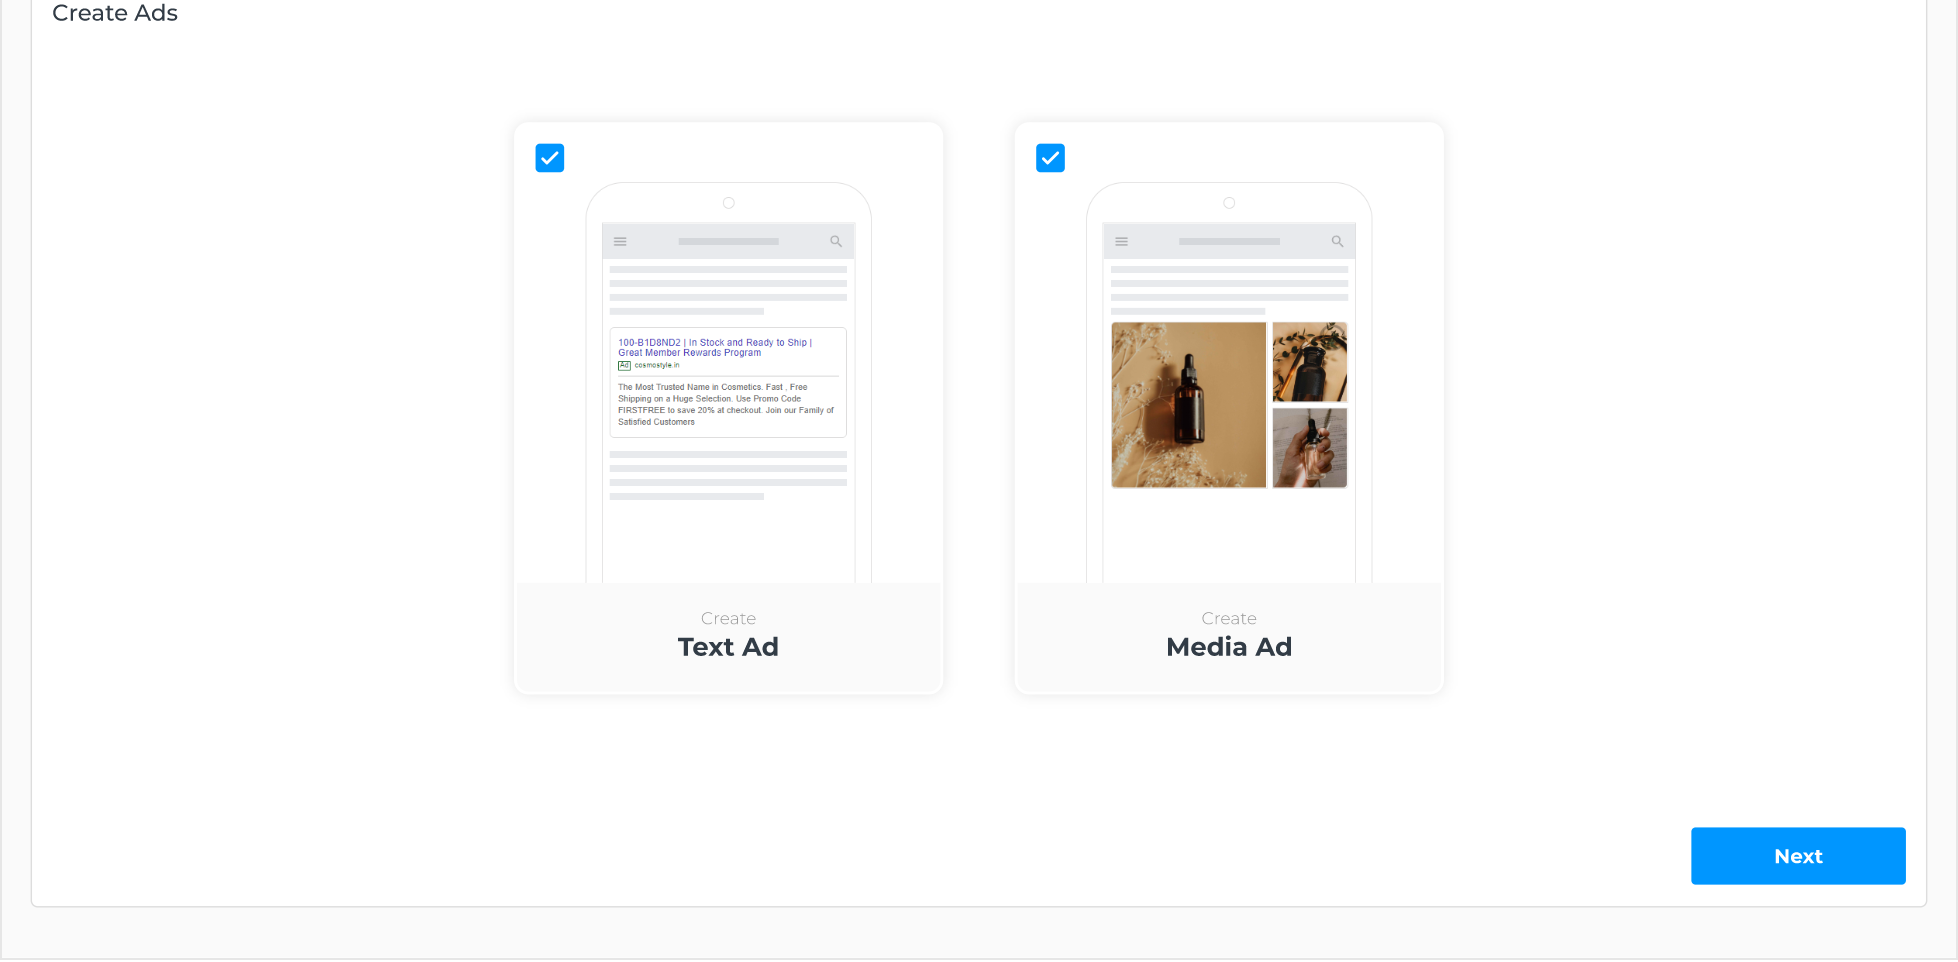 Create Ads
100-B1D8ND2 | In Stock and Ready to Ship |
Great Member Rewards Program
Ad cosmostyle.in
The Most Trusted Name in Cosmetics. Fast , Free
Shipping on a Huge Selection. Use Promo Code
FIRSTFREE to save 20% at checkout. Join our Family of
Satisfied Customers
Create
Text Ad
Create
Media Ad
Next